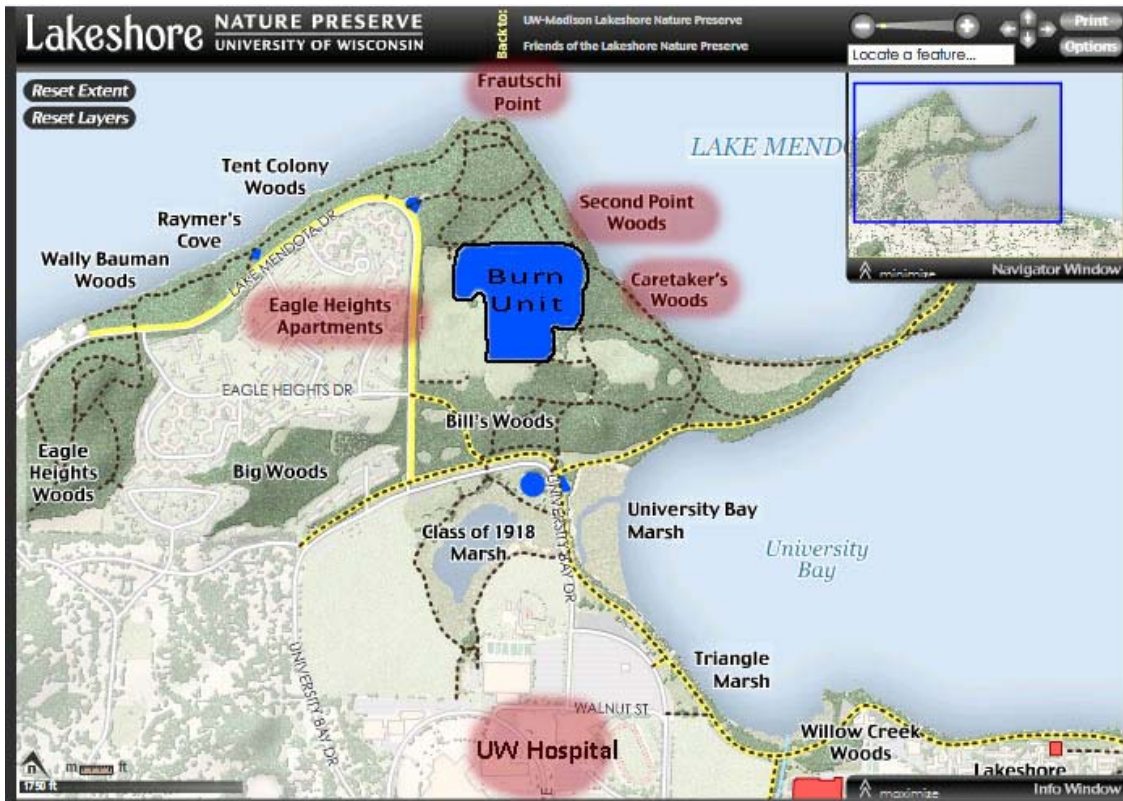 Lakeshore NATURE PRESERVE
UNIVERSITY OF WISCONSIN
Back to:
UW-Madison Lakeshore Nature Preserve
Friends of the Lakeshore Nature Preserve
Print
Options
Locate a feature...
Reset Extent
Reset Layers
Frautschi
Point
LAKE MENDO
Tent Colony
Woods
Second Point
Woods
Raymer's
Cove
Wally Bauman
Woods
LAKE MENDOTA DR
Burn
Unit
Caretaker's
Woods
minimize
Navigator Window
Eagle Heights
Apartments
EAGLE HEIGHTS DR
Bill's Woods
Eagle
Heights
Woods
Big Woods
Class of 1918
Marsh
UNIVERSITY BAY DR
University Bay
Marsh
University
Bay
UNIVERSITY BAY DR
Triangle
Marsh
WALNUT ST
UW Hospital
Willow Creek
Woods
Lakeshore
n
m ft
1750 ft
maximize
Info Window